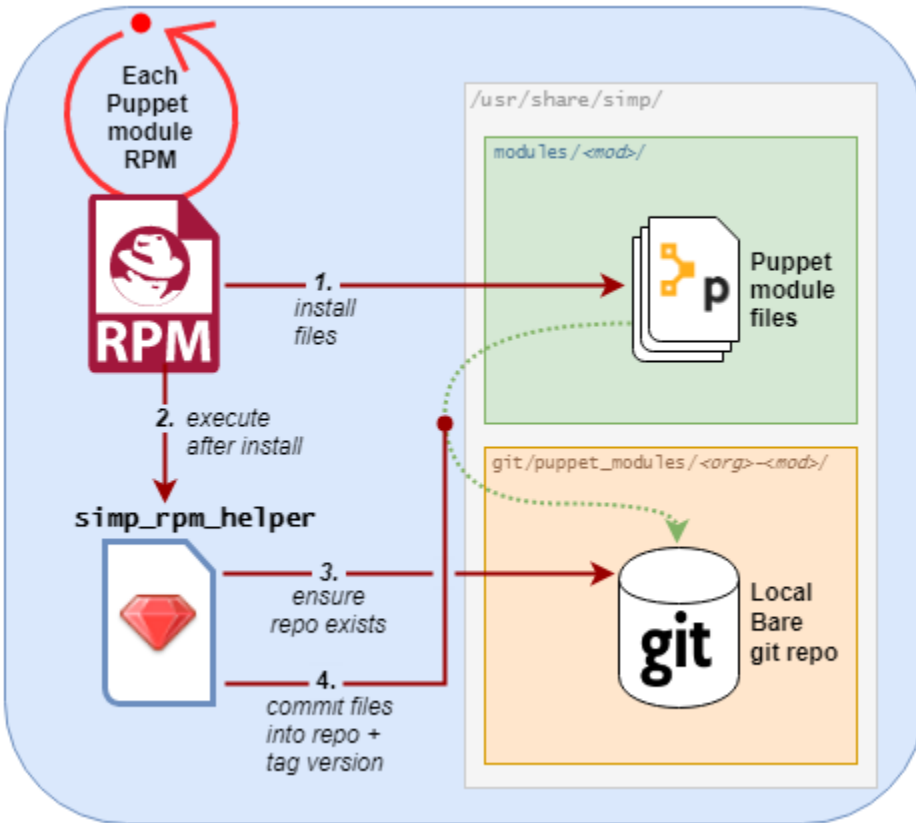 Each
Puppet
module
RPM
/usr/share/simp/
modules/<mod>/
RPM
1.
install
files
p
Puppet
module
files
2. execute
after install
git/puppet_modules/<org>-<mod>/
simp_rpm_helper
3.
ensure
repo exists
git
Local
Bare
git repo
4.
commit files
into repo +
tag version